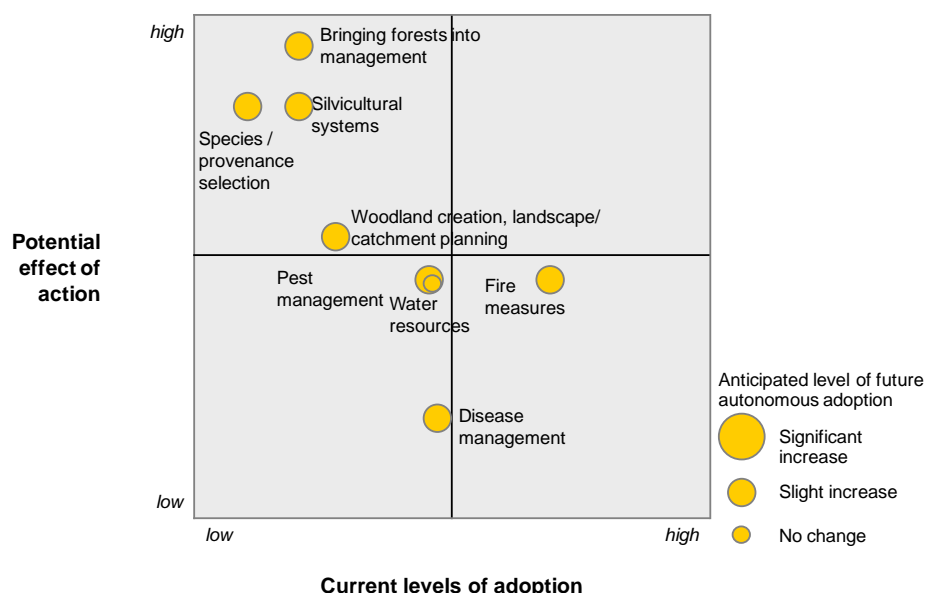 high
Bringing forests into
management
Silvicultural
systems
Species /
provenance
selection
Woodland creation, landscape/
catchment planning
Potential
effect of
action
Pest
management
Water
resources
Fire
measures
Disease
management
low
low
high
Current levels of adoption
Anticipated level of future
autonomous adoption
Significant
increase
Slight increase
No change